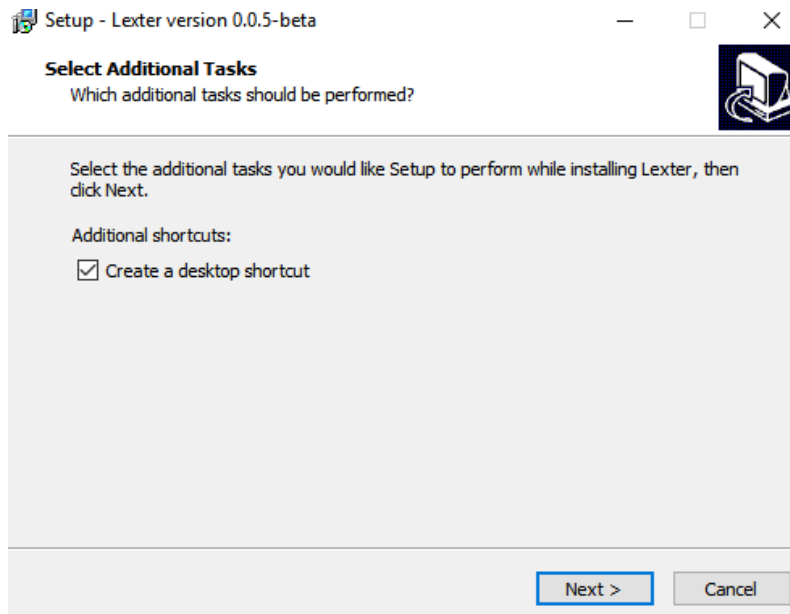 Setup - Lexter version 0.0.5-beta
Select Additional Tasks
Which additional tasks should be performed?
Select the additional tasks you would like Setup to perform while installing Lexter, then
click Next.
Additional shortcuts:
Create a desktop shortcut
Next >
Cancel